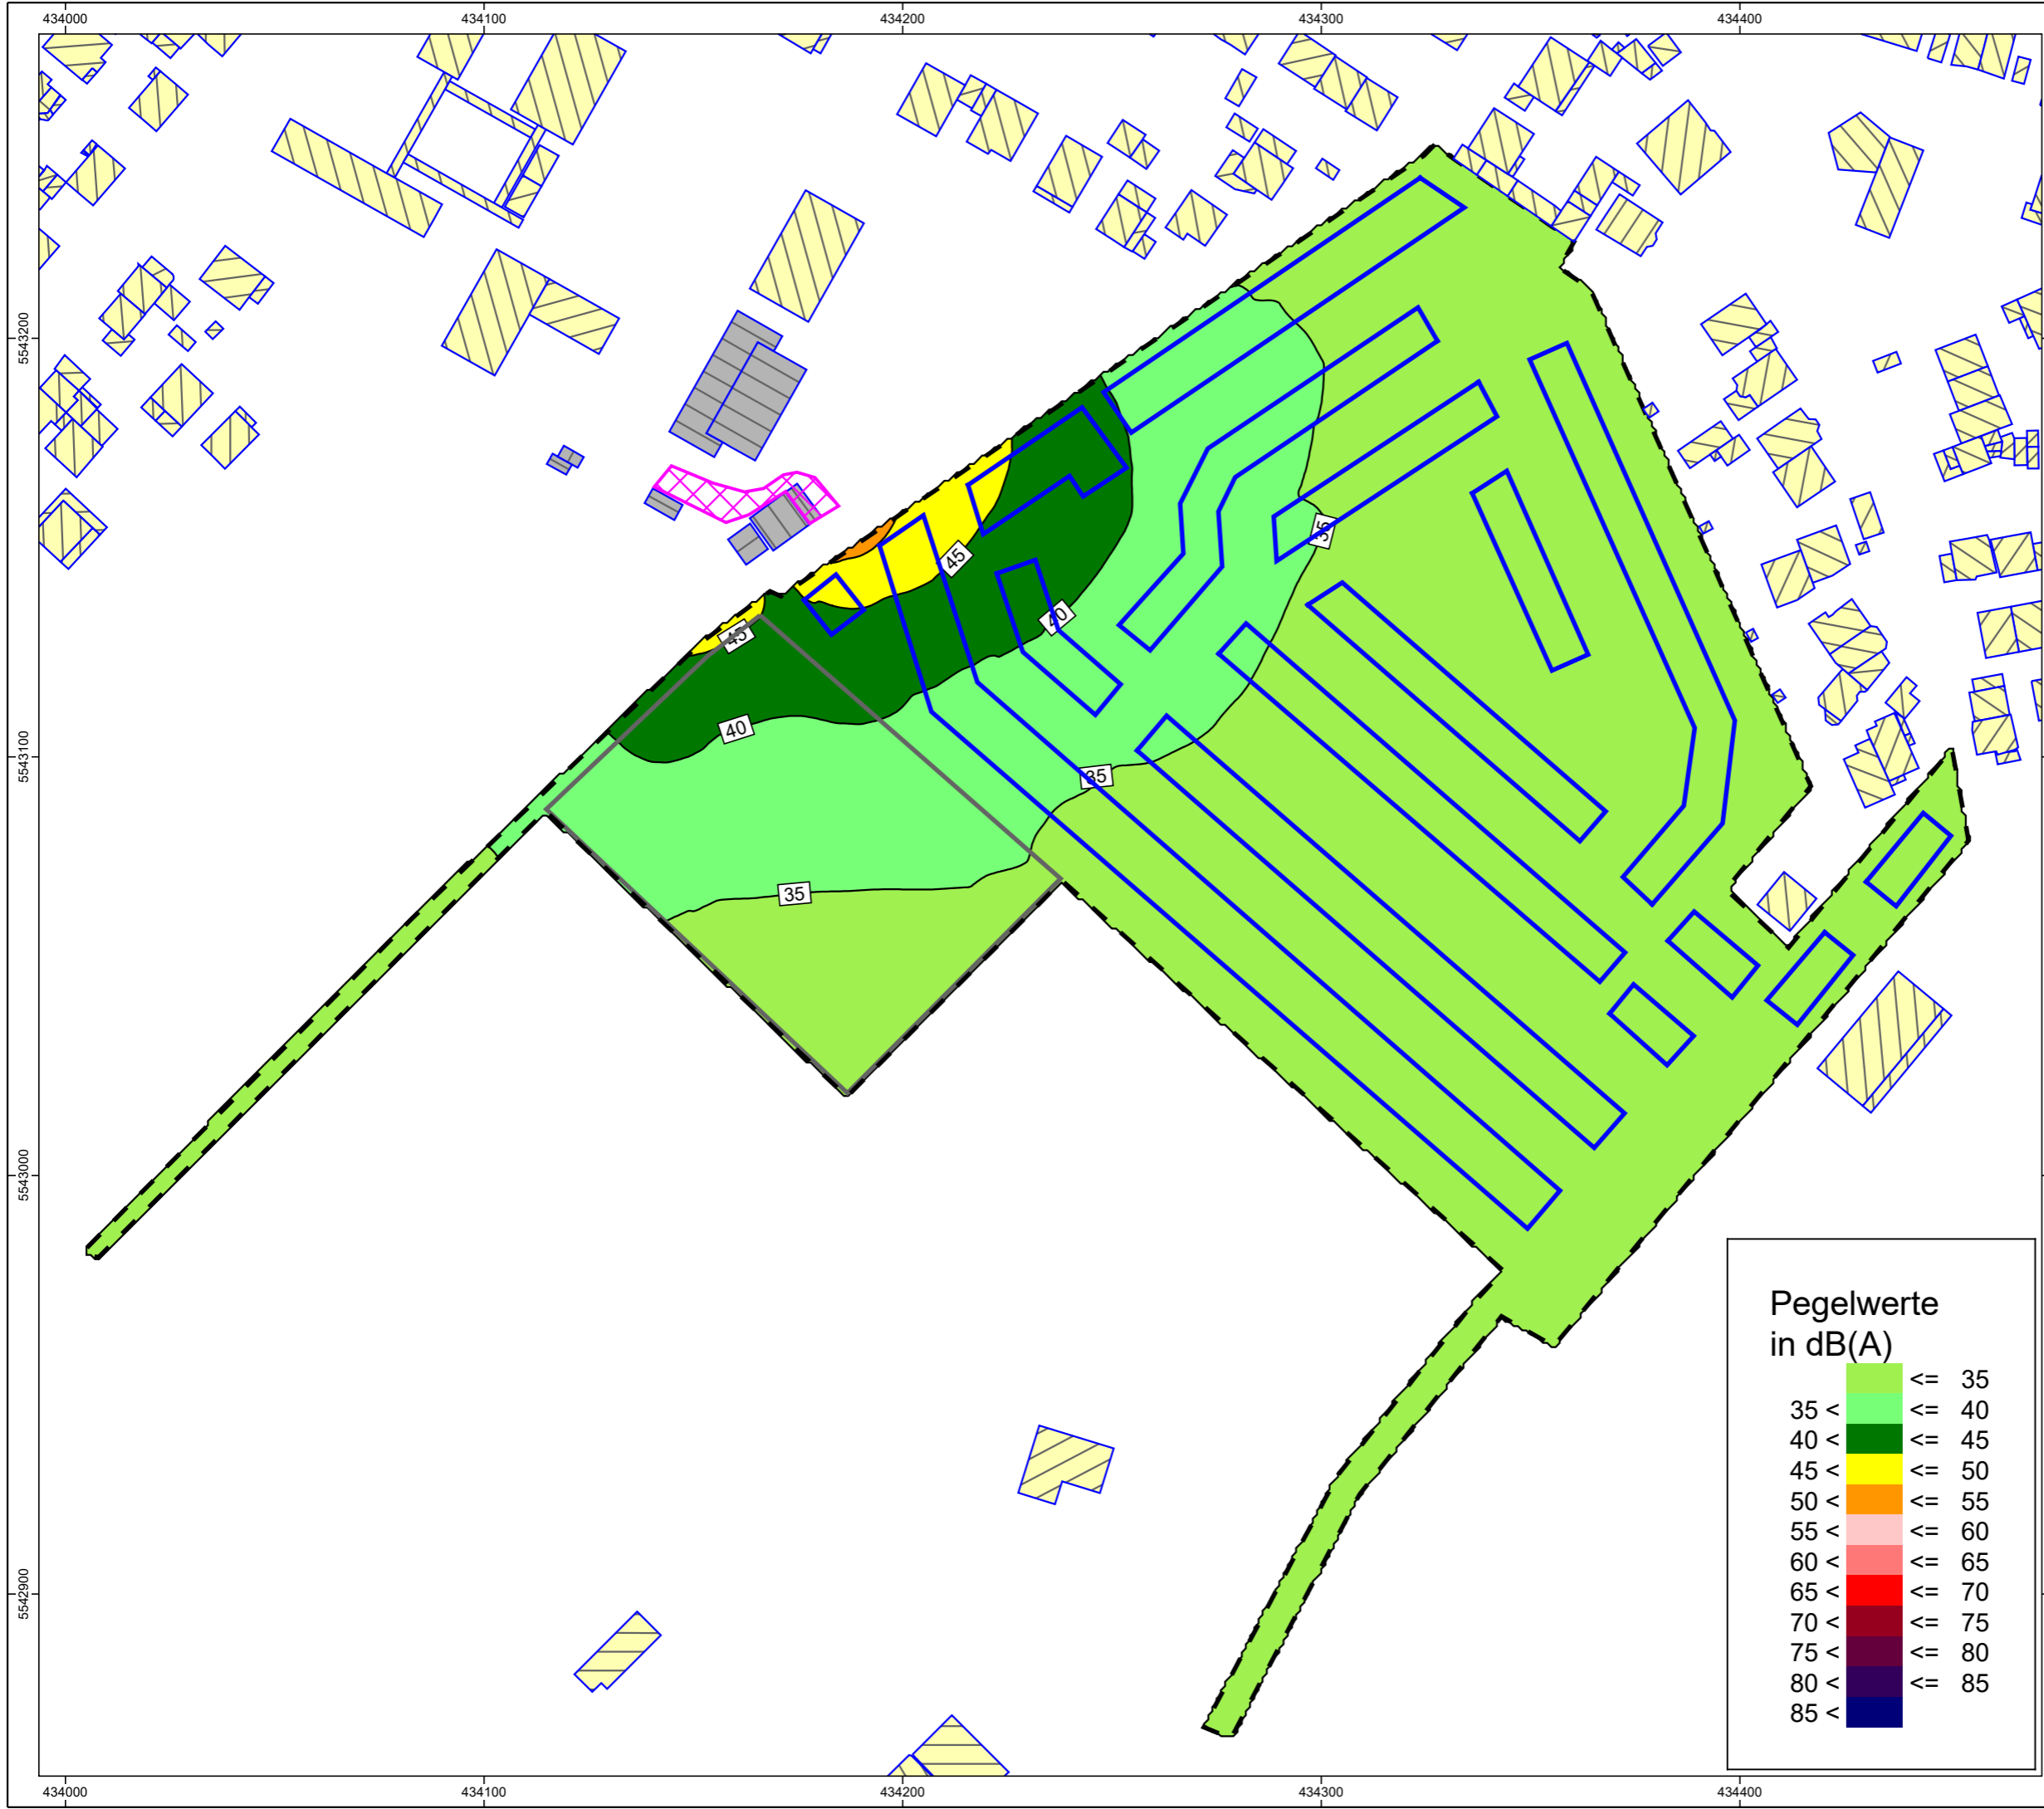 434000 434100 434200 434300 434400
5543200
5543100
5543000
5542900
45
35
40
45
40
35
35
Pegelwerte
in dB(A)
<= 35
35 < <= 40
40 < <= 45
45 < <= 50
50 < <= 55
55 < <= 60
60 < <= 65
65 < <= 70
70 < <= 75
75 < <= 80
80 < <= 85
85 <
434000 434100 434200 434300 434400